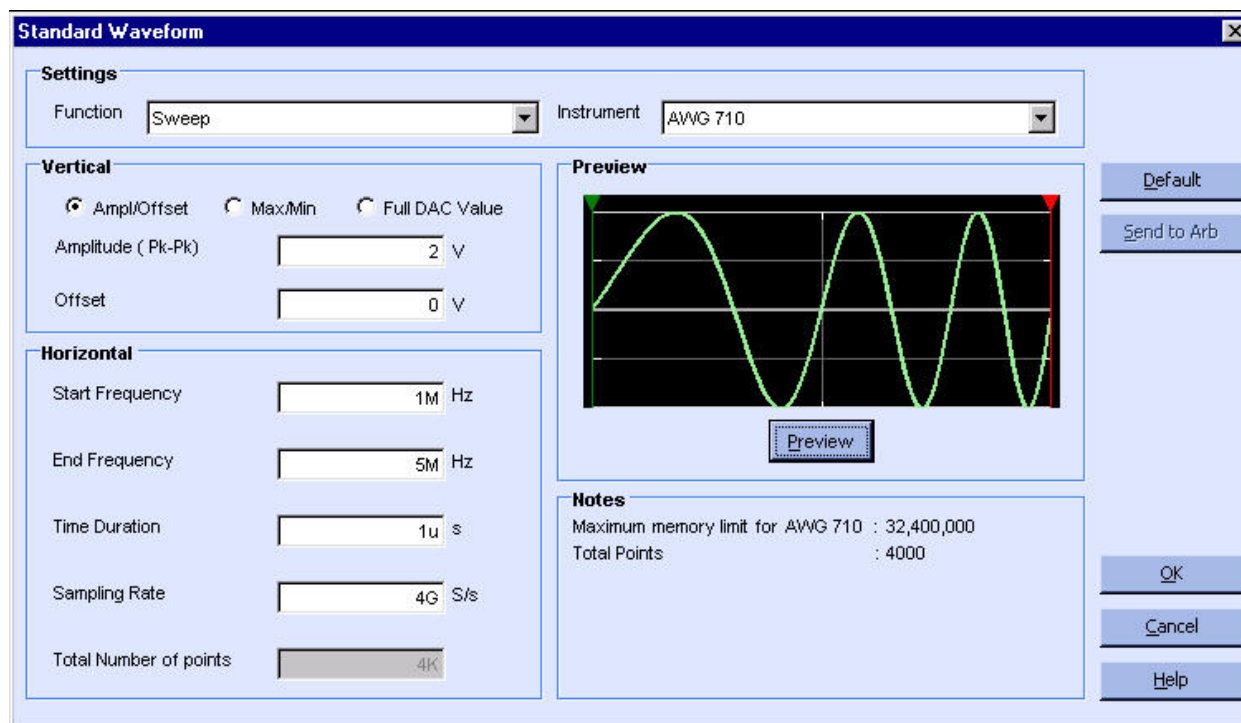 Standard Waveform
Settings
Function Sweep Instrument AWG 710
Vertical
Ampl/Offset Max/Min Full DAC Value
Amplitude ( Pk-Pk) 2 V
Offset 0 V
Horizontal
Start Frequency 1M Hz
End Frequency 5M Hz
Time Duration 1u s
Sampling Rate 4G S/s
Total Number of points 4K
Preview
Preview
Notes
Maximum memory limit for AWG 710 : 32,400,000
Total Points : 4000
Default
Send to Arb
OK
Cancel
Help